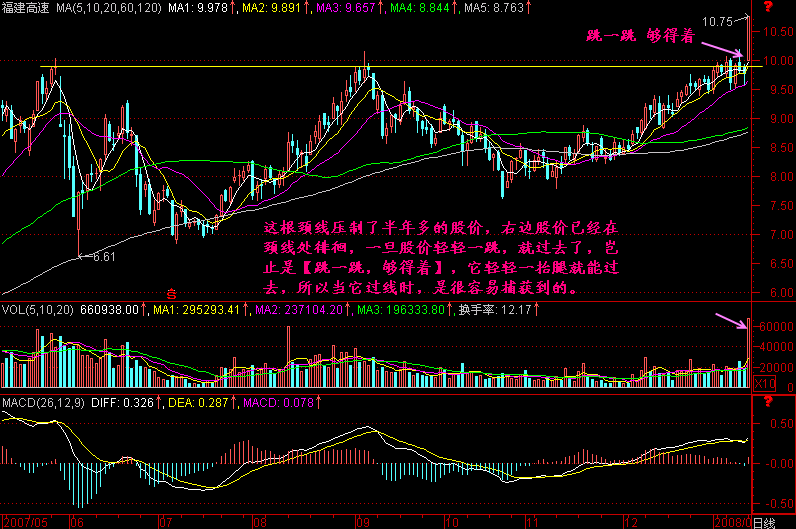 福建高速 MA(5,10,20,60,120) MA1: 9.978↑, MA2: 9.891↑, MA3: 9.657↑, MA4: 8.844↑, MA5: 8.763↑
10.75
跳一跳 够得着
10.50
10.00
9.50
9.00
8.50
8.00
7.50
7.00
6.50
6.00
这根颈线压制了半年多的股价，右边股价已经在
颈线处徘徊，一旦股价轻轻一跳，就过去了，岂
止是【跳一跳，够得着】，它轻轻一抬腿就能过
去，所以当它过线时，是很容易捕获到的。
6.61
VOL(5,10,20) 660938.00↑, MA1: 295293.41↑, MA2: 237104.20↑, MA3: 196333.80↑, 换手率: 12.17↑
60000
40000
20000
X10
0
MACD(26,12,9) DIFF: 0.326↑, DEA: 0.287↑, MACD: 0.078↑
0.50
-0.00
-0.50
2007/05 06 07 08 09 10 11 12 2008/0 日线